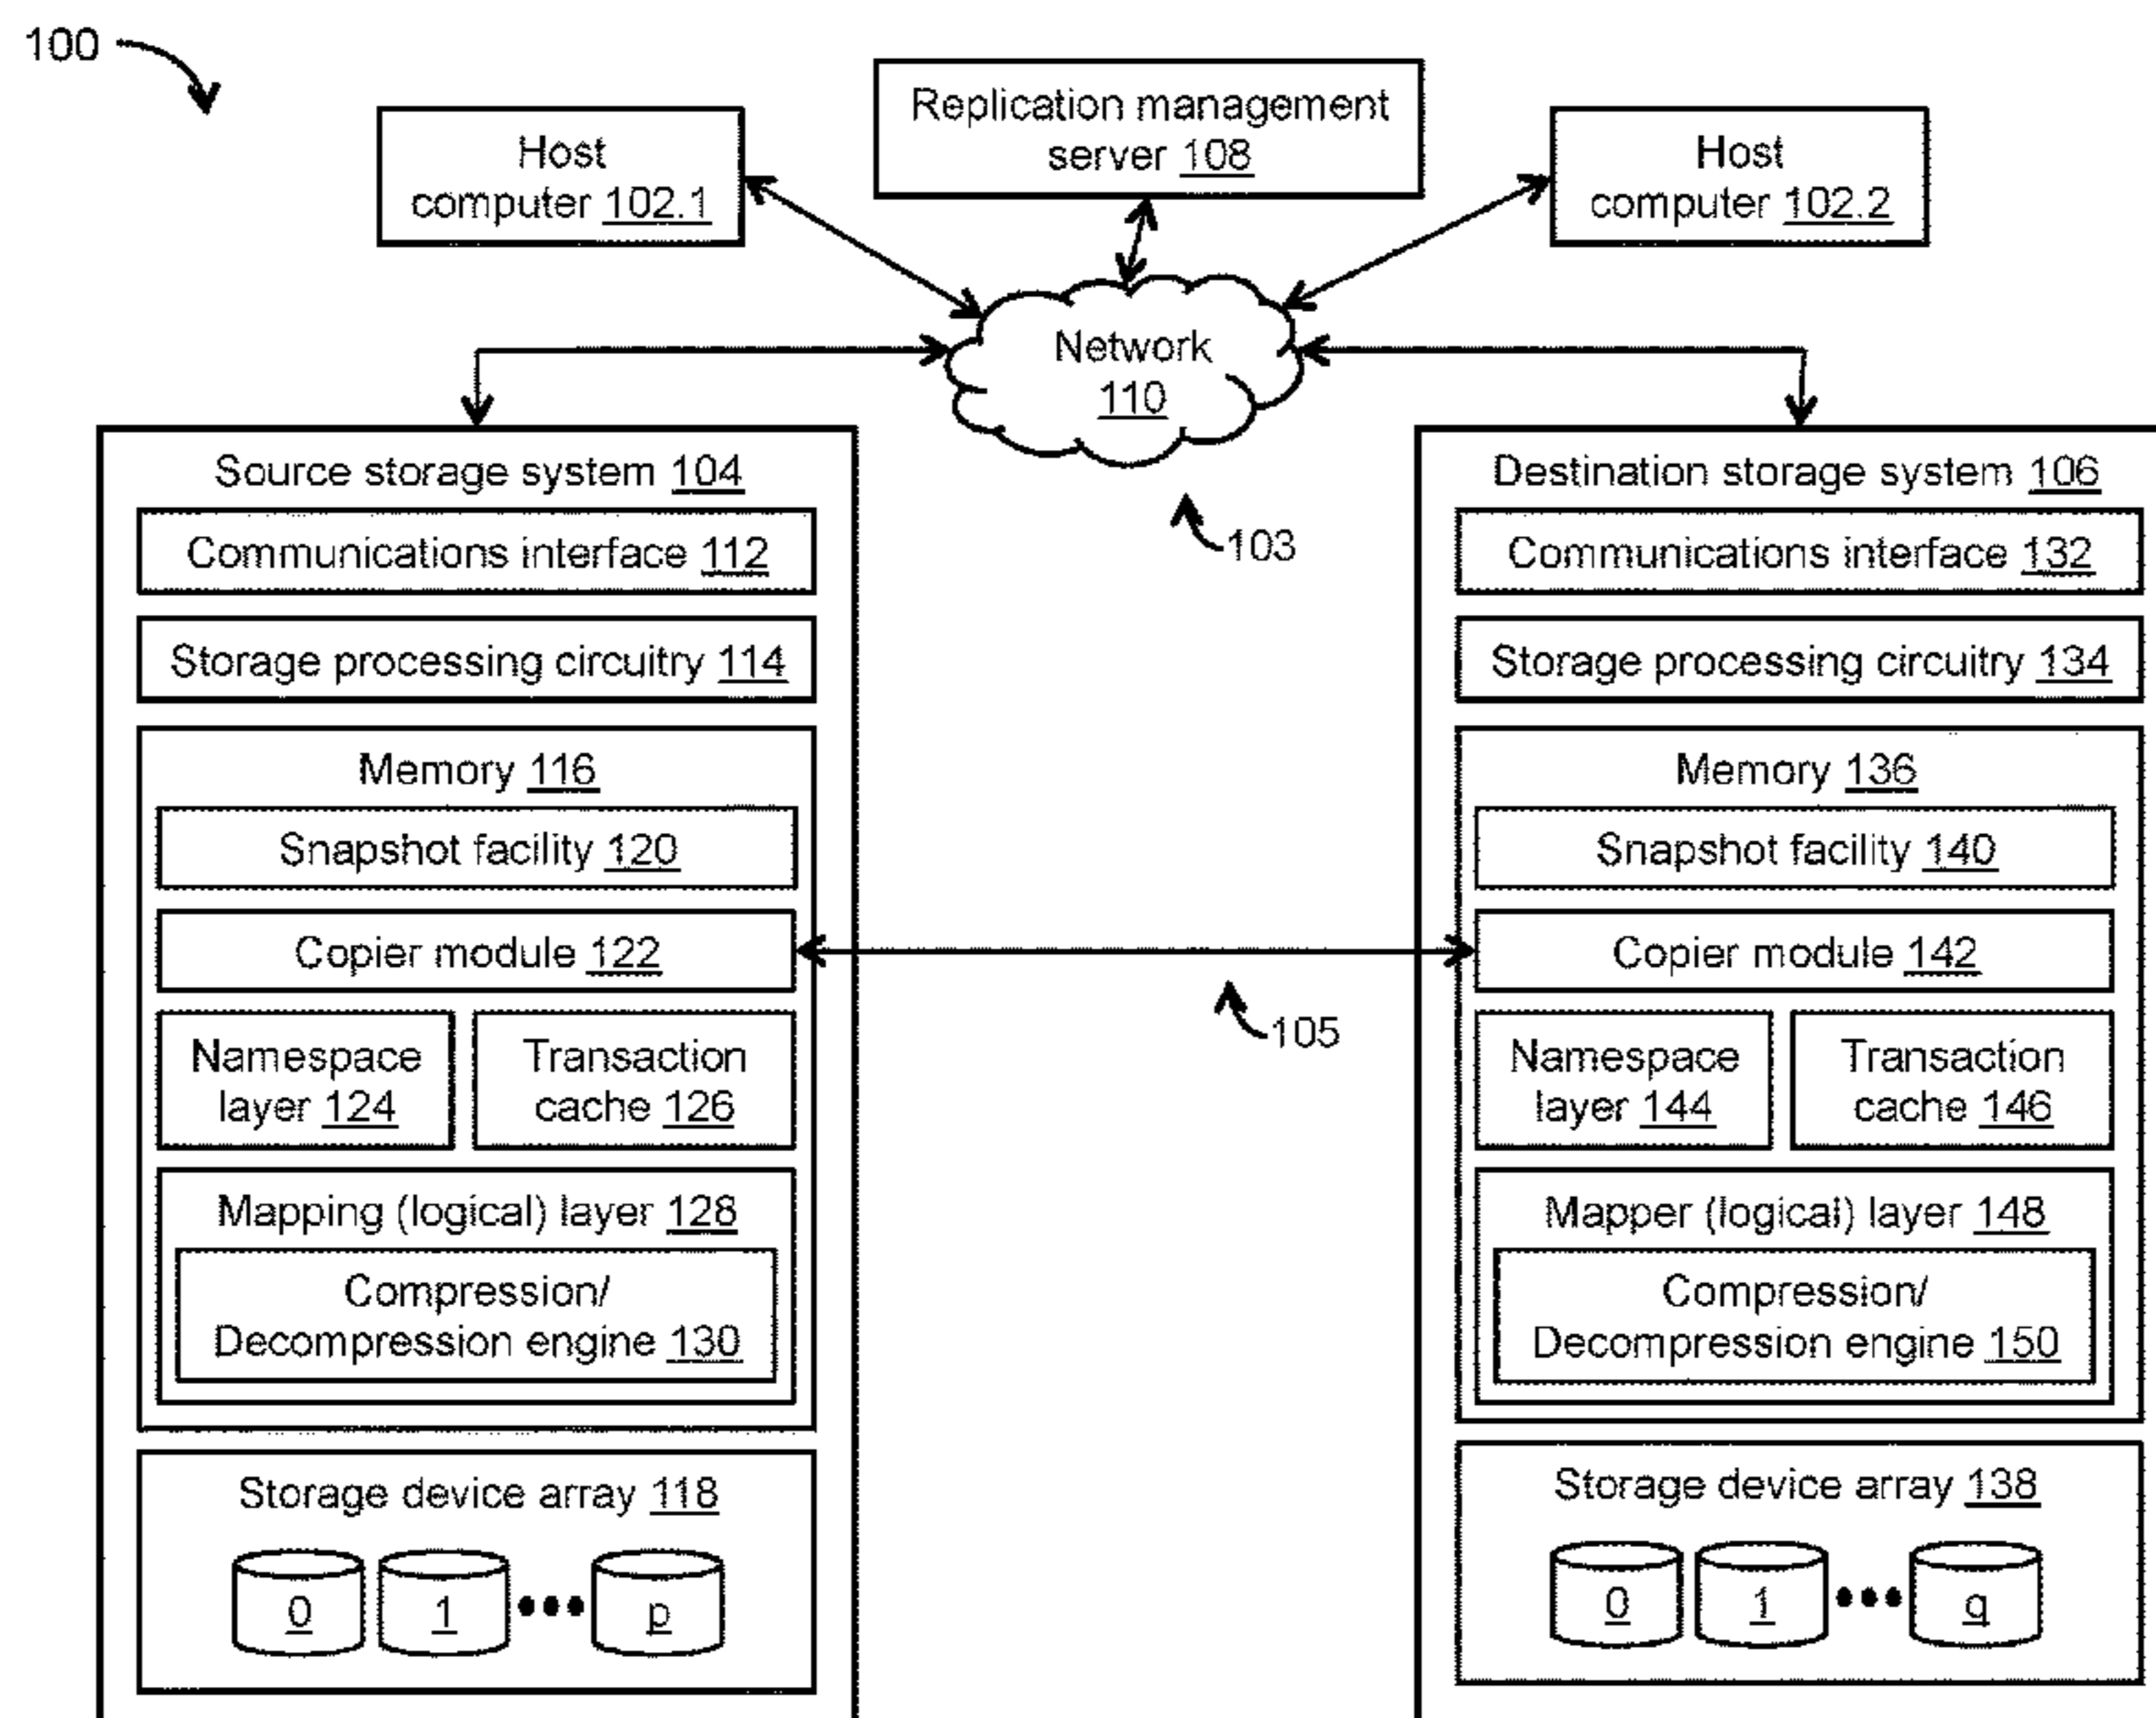 100
Replication management
server 108
Host
computer 102.1
Host
computer 102.2
Network
110
103
Source storage system 104
Communications interface 112
Storage processing circuitry 114
Memory 116
Snapshot facility 120
Copier module 122
Namespace
layer 124
Transaction
cache 126
Mapping (logical) layer 128
Compression/
Decompression engine 130
Storage device array 118
0
1
p
105
Destination storage system 106
Communications interface 132
Storage processing circuitry 134
Memory 136
Snapshot facility 140
Copier module 142
Namespace
layer 144
Transaction
cache 146
Mapper (logical) layer 148
Compression/
Decompression engine 150
Storage device array 138
0
1
q